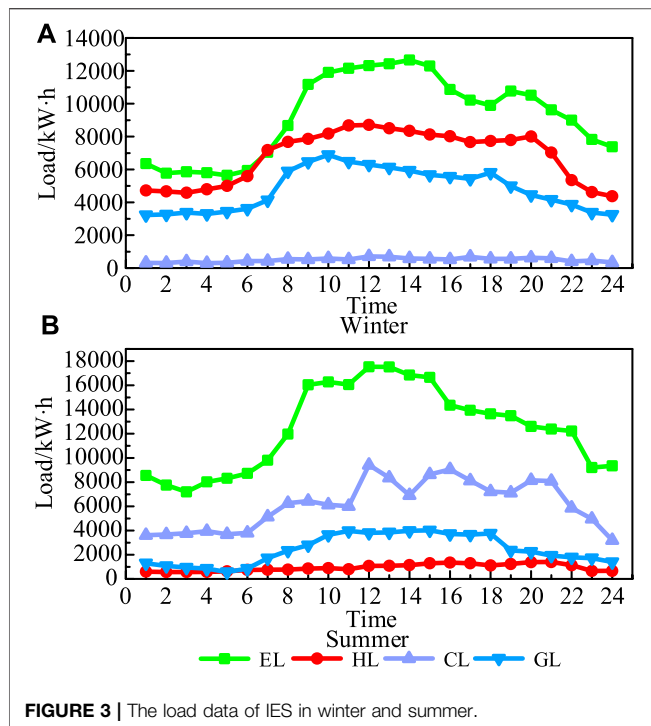 A
14000
12000
10000
8000
6000
4000
2000
0
Load/kW·h
0 2 4 6 8 10 12 14 16 18 20 22 24
Time
Winter
B
18000
16000
14000
12000
10000
8000
6000
4000
2000
0
Load/kW·h
0 2 4 6 8 10 12 14 16 18 20 22 24
Time
Summer
EL HL CL GL
FIGURE 3 | The load data of IES in winter and summer.